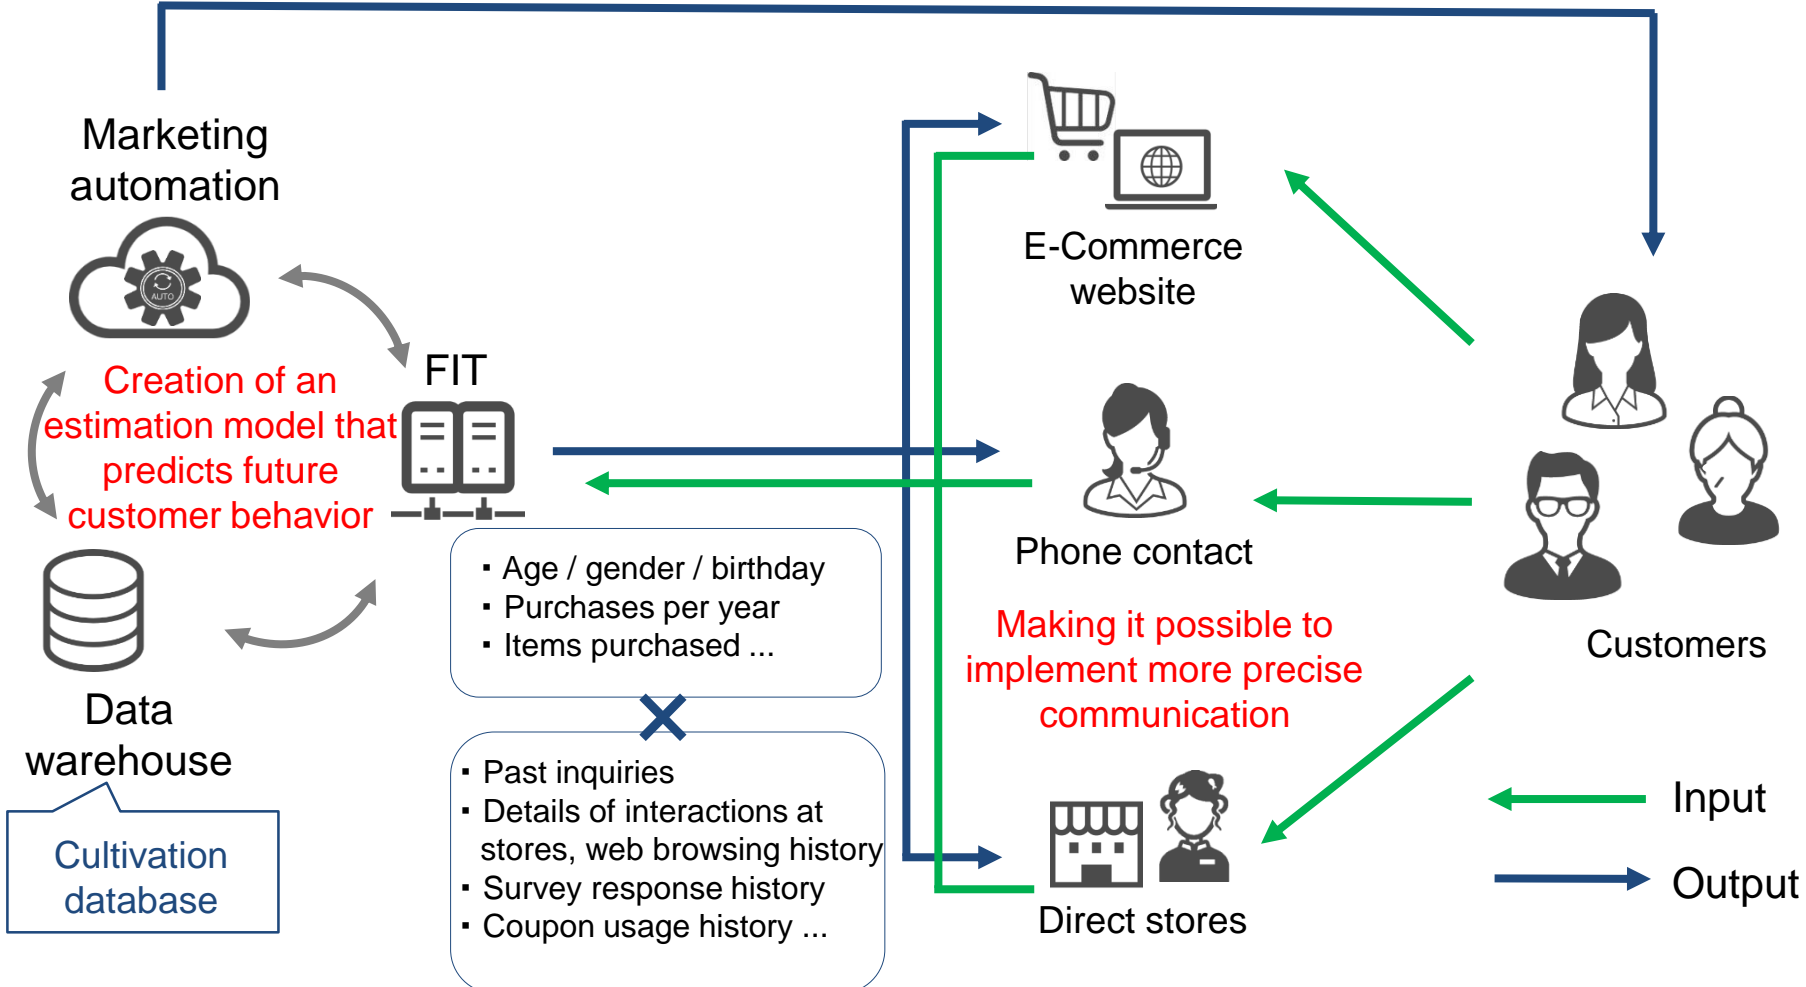 Marketing
automation
AUTO
Creation of an
estimation model that
predicts future
customer behavior
FIT
Data
warehouse
Cultivation
database
▪ Age / gender / birthday
▪ Purchases per year
▪ Items purchased ...
▪ Past inquiries
▪ Details of interactions at
stores, web browsing history
▪ Survey response history
▪ Coupon usage history ...
E-Commerce
website
Phone contact
Making it possible to
implement more precise
communication
Direct stores
Customers
Input
Output